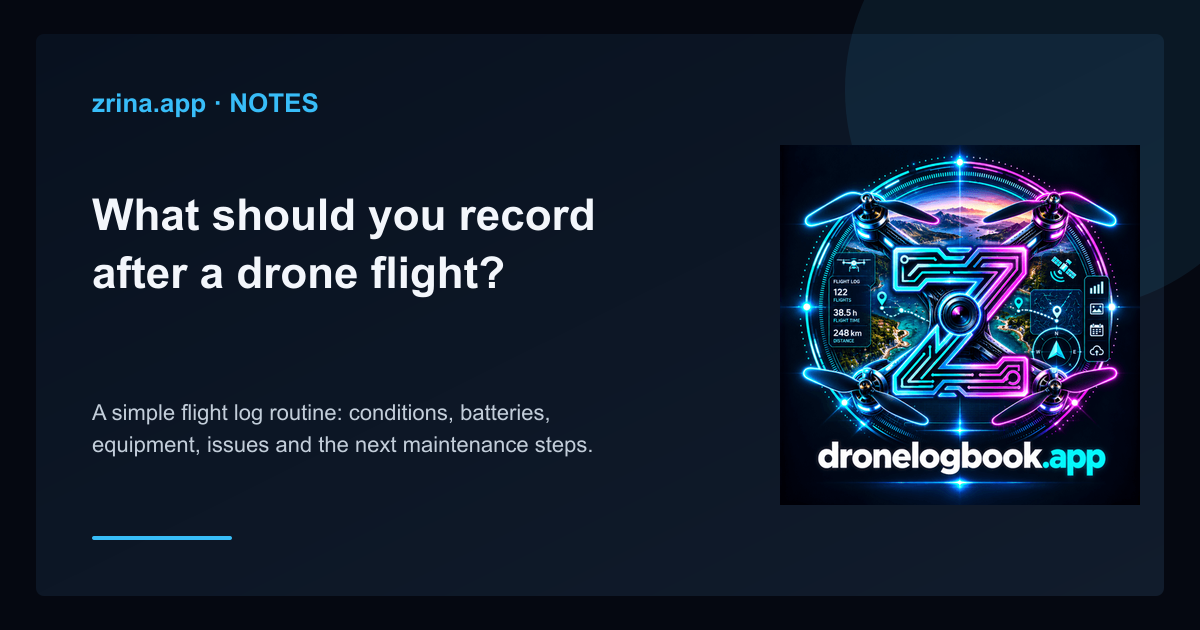 zrina.app · NOTES
What should you record
after a drone flight?
A simple flight log routine: conditions, batteries,
equipment, issues and the next maintenance steps.
FLIGHT LOG
122
FLIGHTS
38.5 h
FLIGHT TIME
248 km
DISTANCE
N
W
E
dronelogbook.app